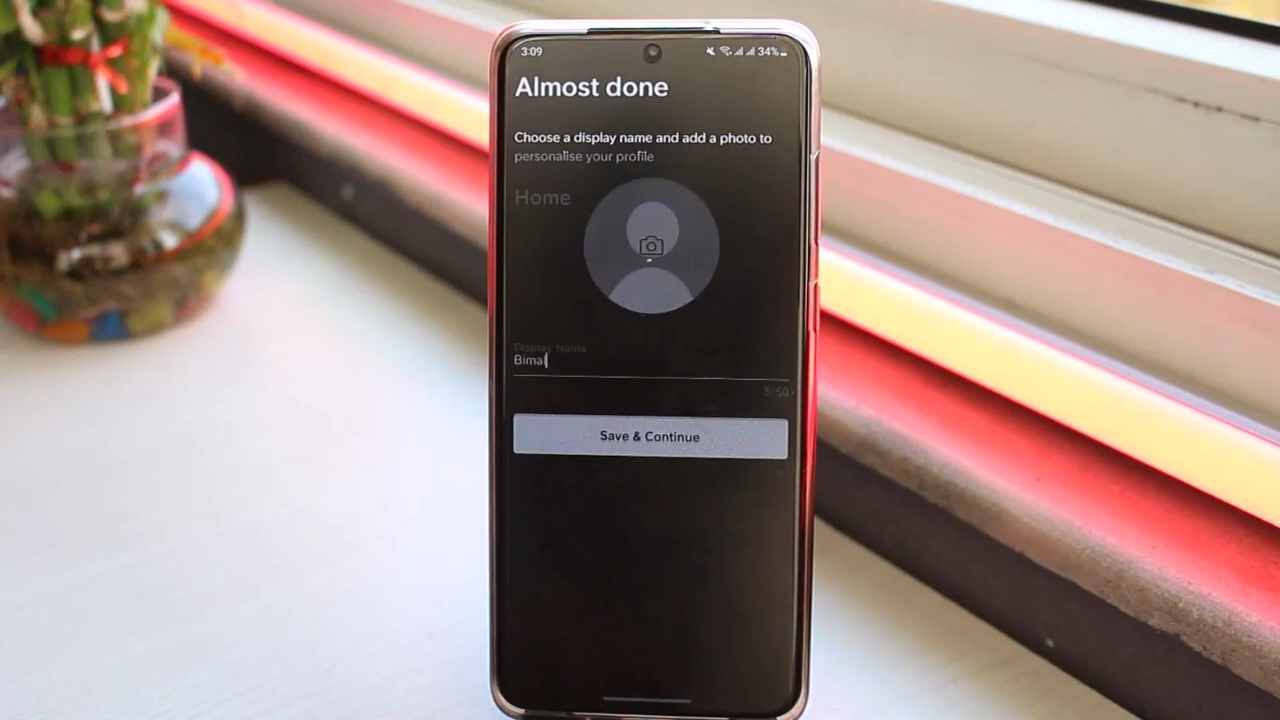 3:09 34%
Almost done
Choose a display name and add a photo to
personalise your profile
Home
Display Name
Bimal
5/50
Save & Continue